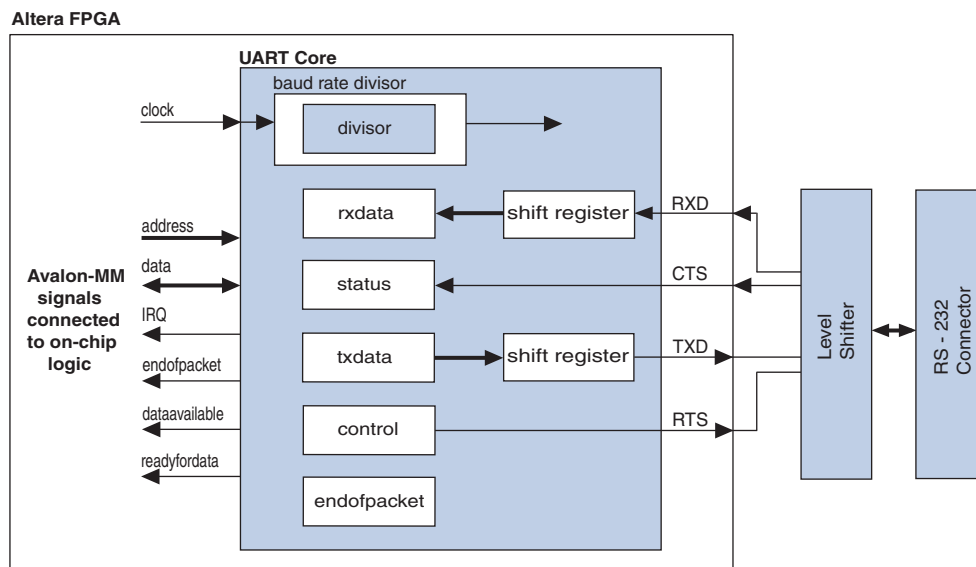 Altera FPGA
UART Core
baud rate divisor
clock
divisor
rxdata
shift register
RXD
address
data
status
CTS
Avalon-MM
signals
connected
to on-chip
logic
IRQ
txdata
shift register
TXD
endofpacket
dataavailable
control
RTS
readyfordata
endofpacket
Level
Shifter
RS - 232
Connector